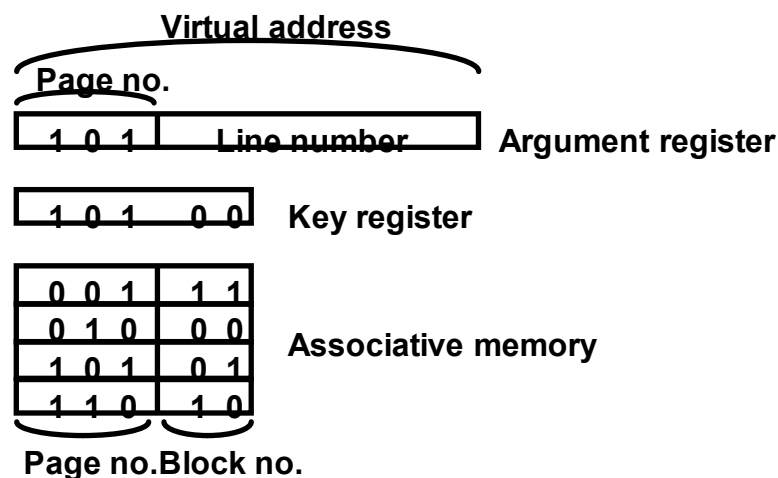 Virtual address
Page no.
1 0 1 Line number Argument register
1 0 1 0 0 Key register
0 0 1 1 1
0 1 0 0 0
Associative memory
1 0 1 0 1
1 1 0 1 0
Page no.Block no.